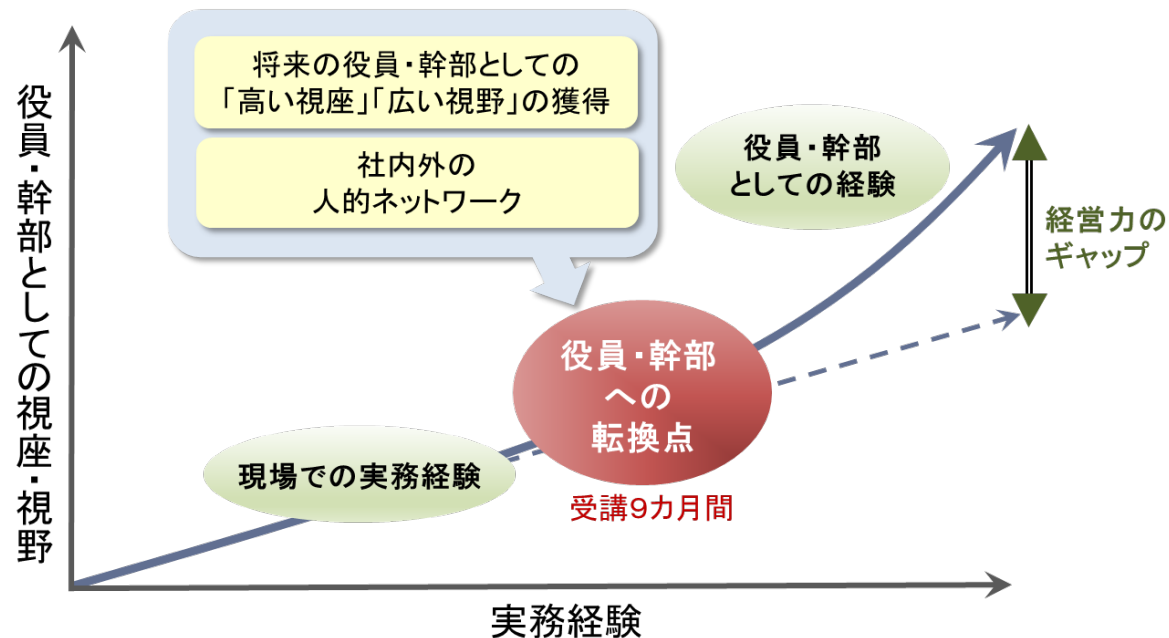 将来の役員・幹部としての
「高い視座」「広い視野」の獲得
社内外の
人的ネットワーク
役員・幹部
としての経験
経営力の
ギャップ
役員・幹部
への
転換点
現場での実務経験
受講9カ月間
役員・幹部としての視座・視野
実務経験